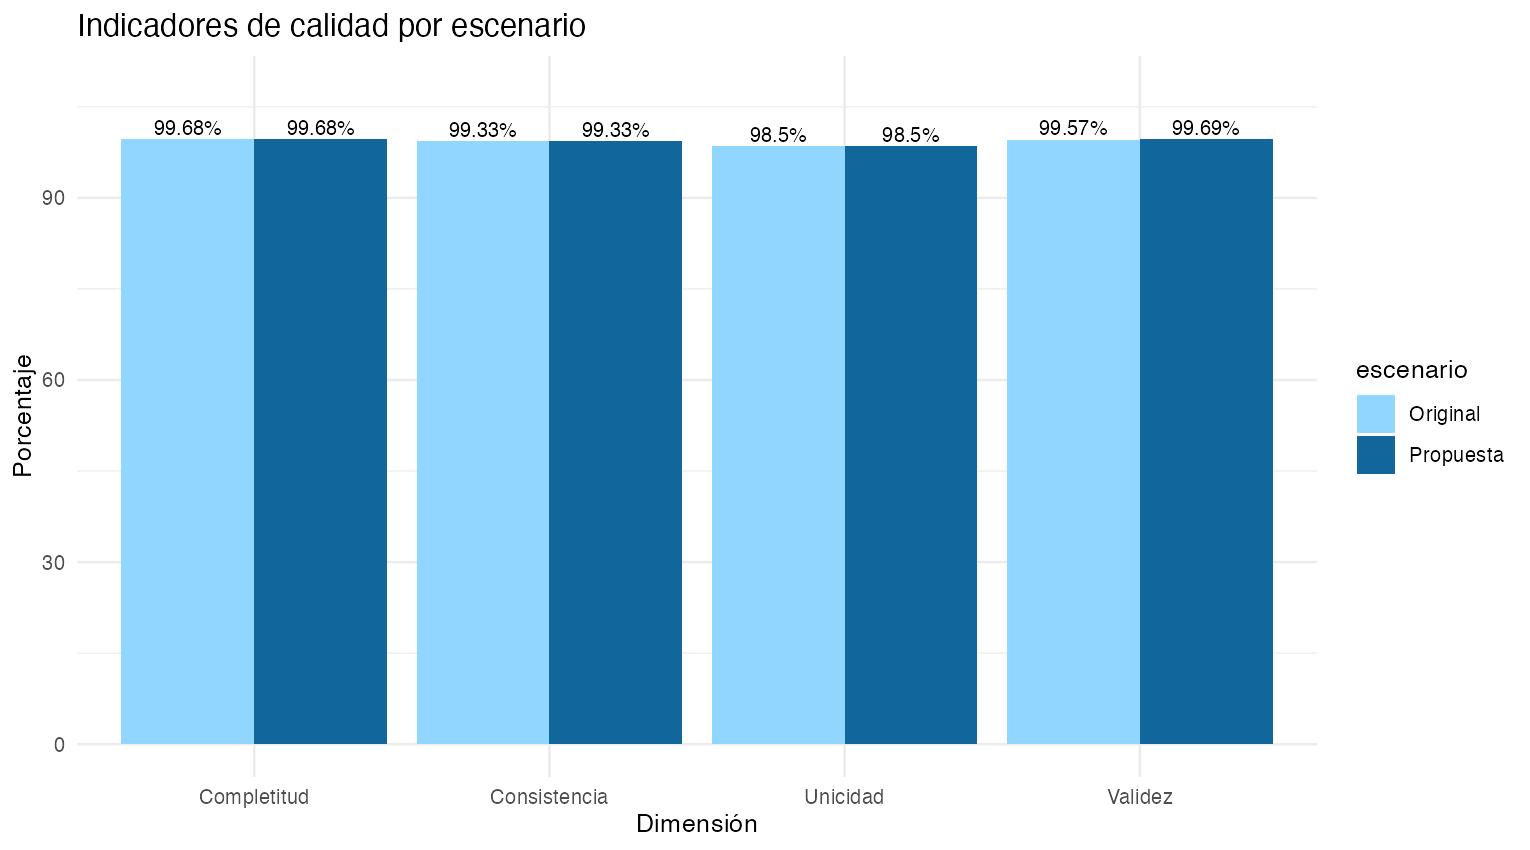 Indicadores de calidad por escenario
99.68% 99.68% 99.33% 99.33% 98.5% 98.5% 99.57% 99.69%
90
60
30
0
Porcentaje
Completitud Consistencia Unicidad Validez
Dimensión
escenario
Original
Propuesta